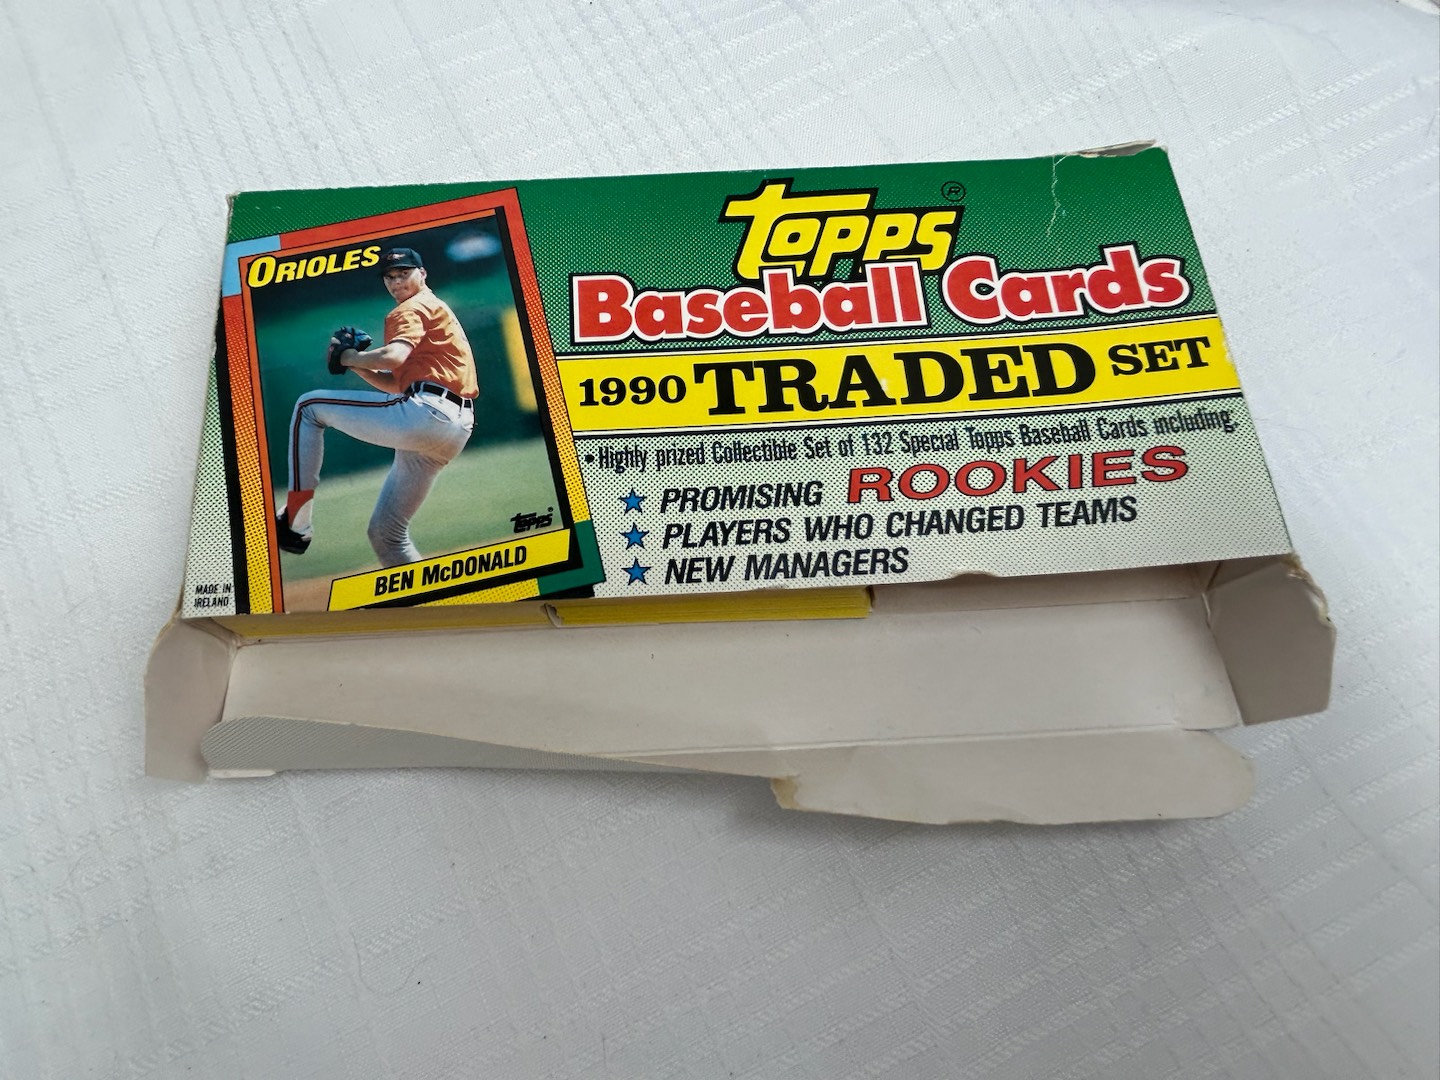 Topps®
Baseball Cards
1990 TRADED SET
• Highly prized Collectible Set of 132 Special Topps Baseball Cards including:
★ PROMISING ROOKIES
★ PLAYERS WHO CHANGED TEAMS
★ NEW MANAGERS
ORIOLES
Topps®
BEN McDONALD
MADE IN
IRELAND